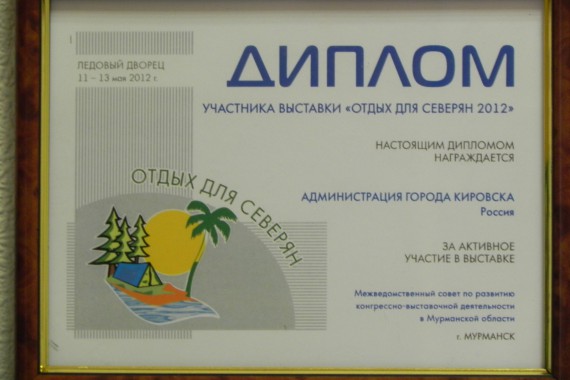 ЛЕДОВЫЙ ДВОРЕЦ
11 – 13 мая 2012 г.
ДИПЛОМ
УЧАСТНИКА ВЫСТАВКИ «ОТДЫХ ДЛЯ СЕВЕРЯН 2012»
НАСТОЯЩИМ ДИПЛОМОМ
НАГРАЖДАЕТСЯ
ОТДЫХ ДЛЯ СЕВЕРЯН
АДМИНИСТРАЦИЯ ГОРОДА КИРОВСКА
Россия
ЗА АКТИВНОЕ
УЧАСТИЕ В ВЫСТАВКЕ
Межведомственный совет по развитию
конгрессно-выставочной деятельности
в Мурманской области
г. МУРМАНСК